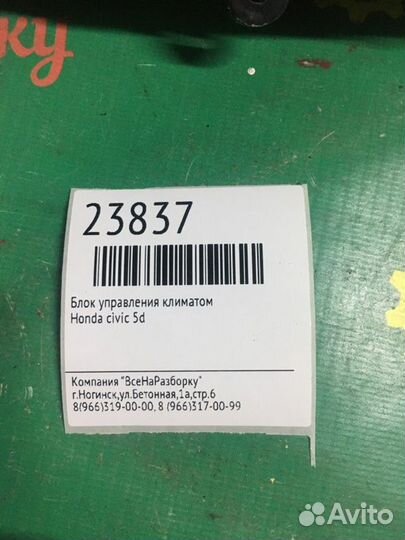 ку
23837
Блок управления климатом
Honda civic 5d
Компания "ВсеНаРазборку"
г.Ногинск,ул.Бетонная,1а,стр.6
8(966)319-00-00, 8 (966)317-00-99
Avito